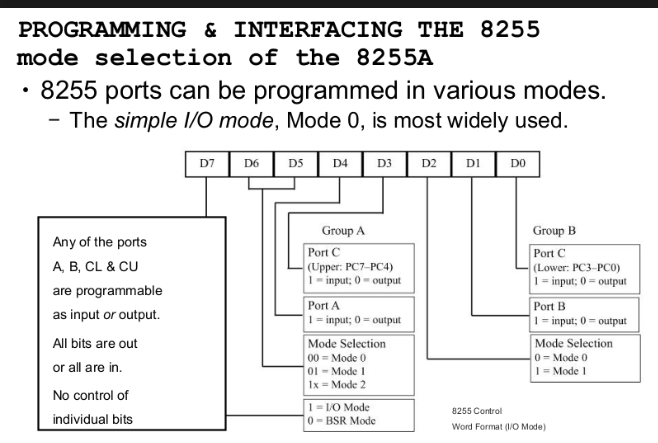 PROGRAMMING & INTERFACING THE 8255
mode selection of the 8255A
• 8255 ports can be programmed in various modes.
– The simple I/O mode, Mode 0, is most widely used.
D7 D6 D5 D4 D3 D2 D1 D0
Any of the ports
A, B, CL & CU
are programmable
as input or output.
All bits are out
or all are in.
No control of
individual bits
Group A
Port C
(Upper: PC7–PC4)
1 = input; 0 = output
Port A
1 = input; 0 = output
Mode Selection
00 = Mode 0
01 = Mode 1
1x = Mode 2
1 = I/O Mode
0 = BSR Mode
Group B
Port C
(Lower: PC3–PC0)
1 = input; 0 = output
Port B
1 = input; 0 = output
Mode Selection
0 = Mode 0
1 = Mode 1
8255 Control
Word Format (I/O Mode)